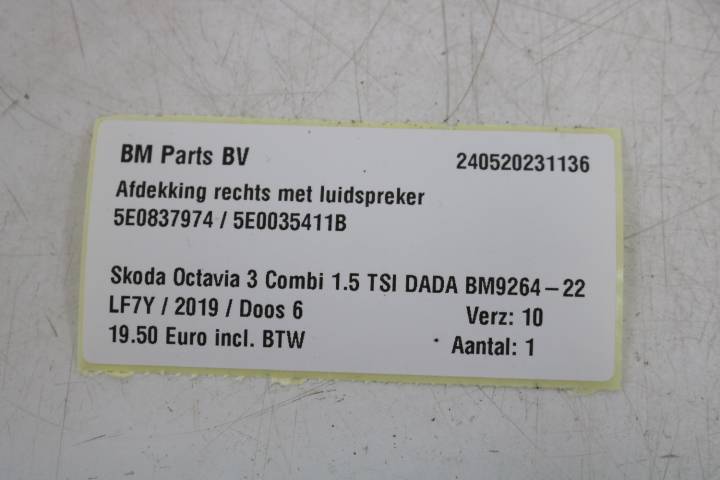 BM Parts BV 240520231136
Afdekking rechts met luidspreker
5E0837974 / 5E0035411B
Skoda Octavia 3 Combi 1.5 TSI DADA BM9264-22
LF7Y / 2019 / Doos 6 Verz: 10
19.50 Euro incl. BTW Aantal: 1